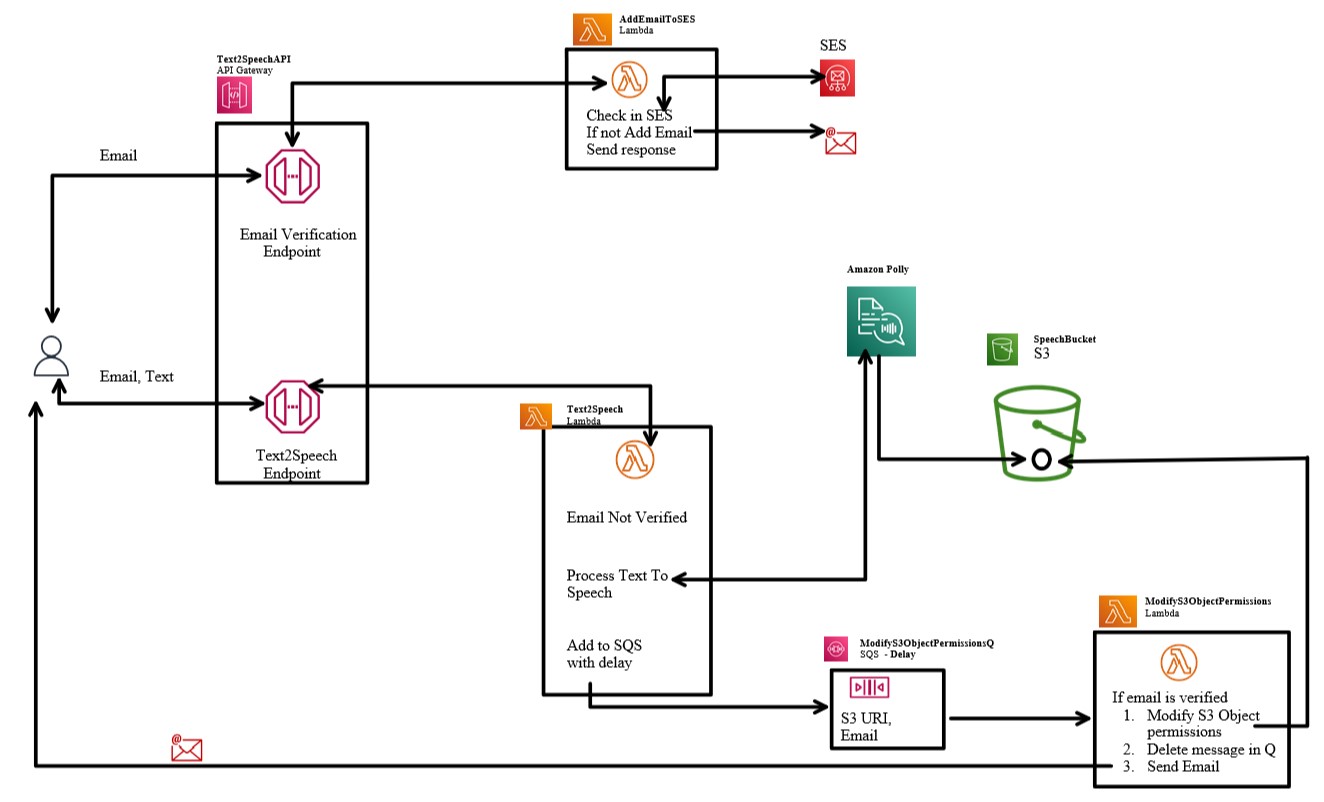 AddEmailToSES
Lambda
SES
Text2SpeechAPI
API Gateway
Check in SES
If not Add Email
Send response
@
Email
Email Verification
Endpoint
Amazon Polly
SpeechBucket
S3
Email, Text
Text2Speech
Lambda
Text2Speech
Endpoint
Email Not Verified
Process Text To
Speech
Add to SQS
with delay
ModifyS3ObjectPermissionsQ
SQS - Delay
S3 URI,
Email
ModifyS3ObjectPermissions
Lambda
If email is verified
1. Modify S3 Object
permissions
2. Delete message in Q
3. Send Email
@